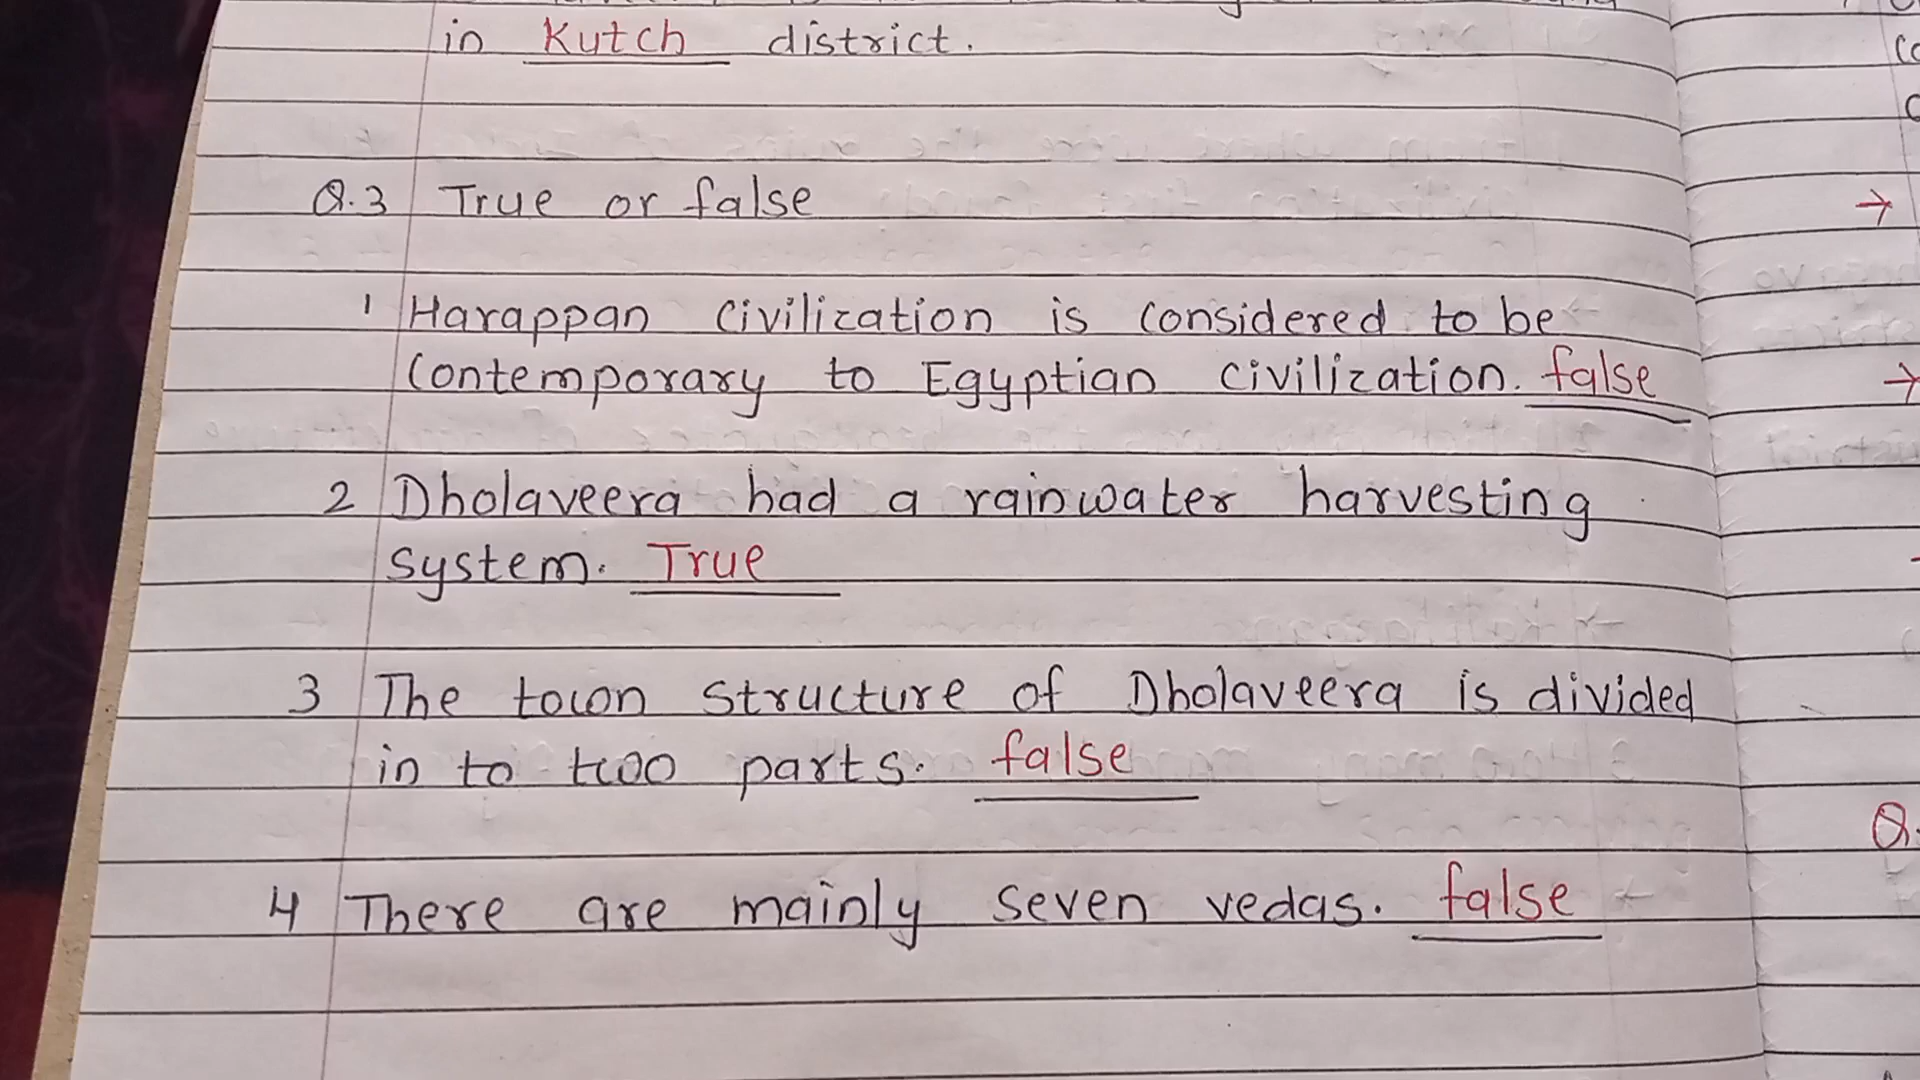 in Kutch district.
Q.3 True or false
1 Harappan civilization is considered to be
contemporary to Egyptian civilization. false
2 Dholaveera had a rainwater harvesting
system. True
3 The town structure of Dholaveera is divided
in to two parts. false
4 There are mainly seven vedas. false